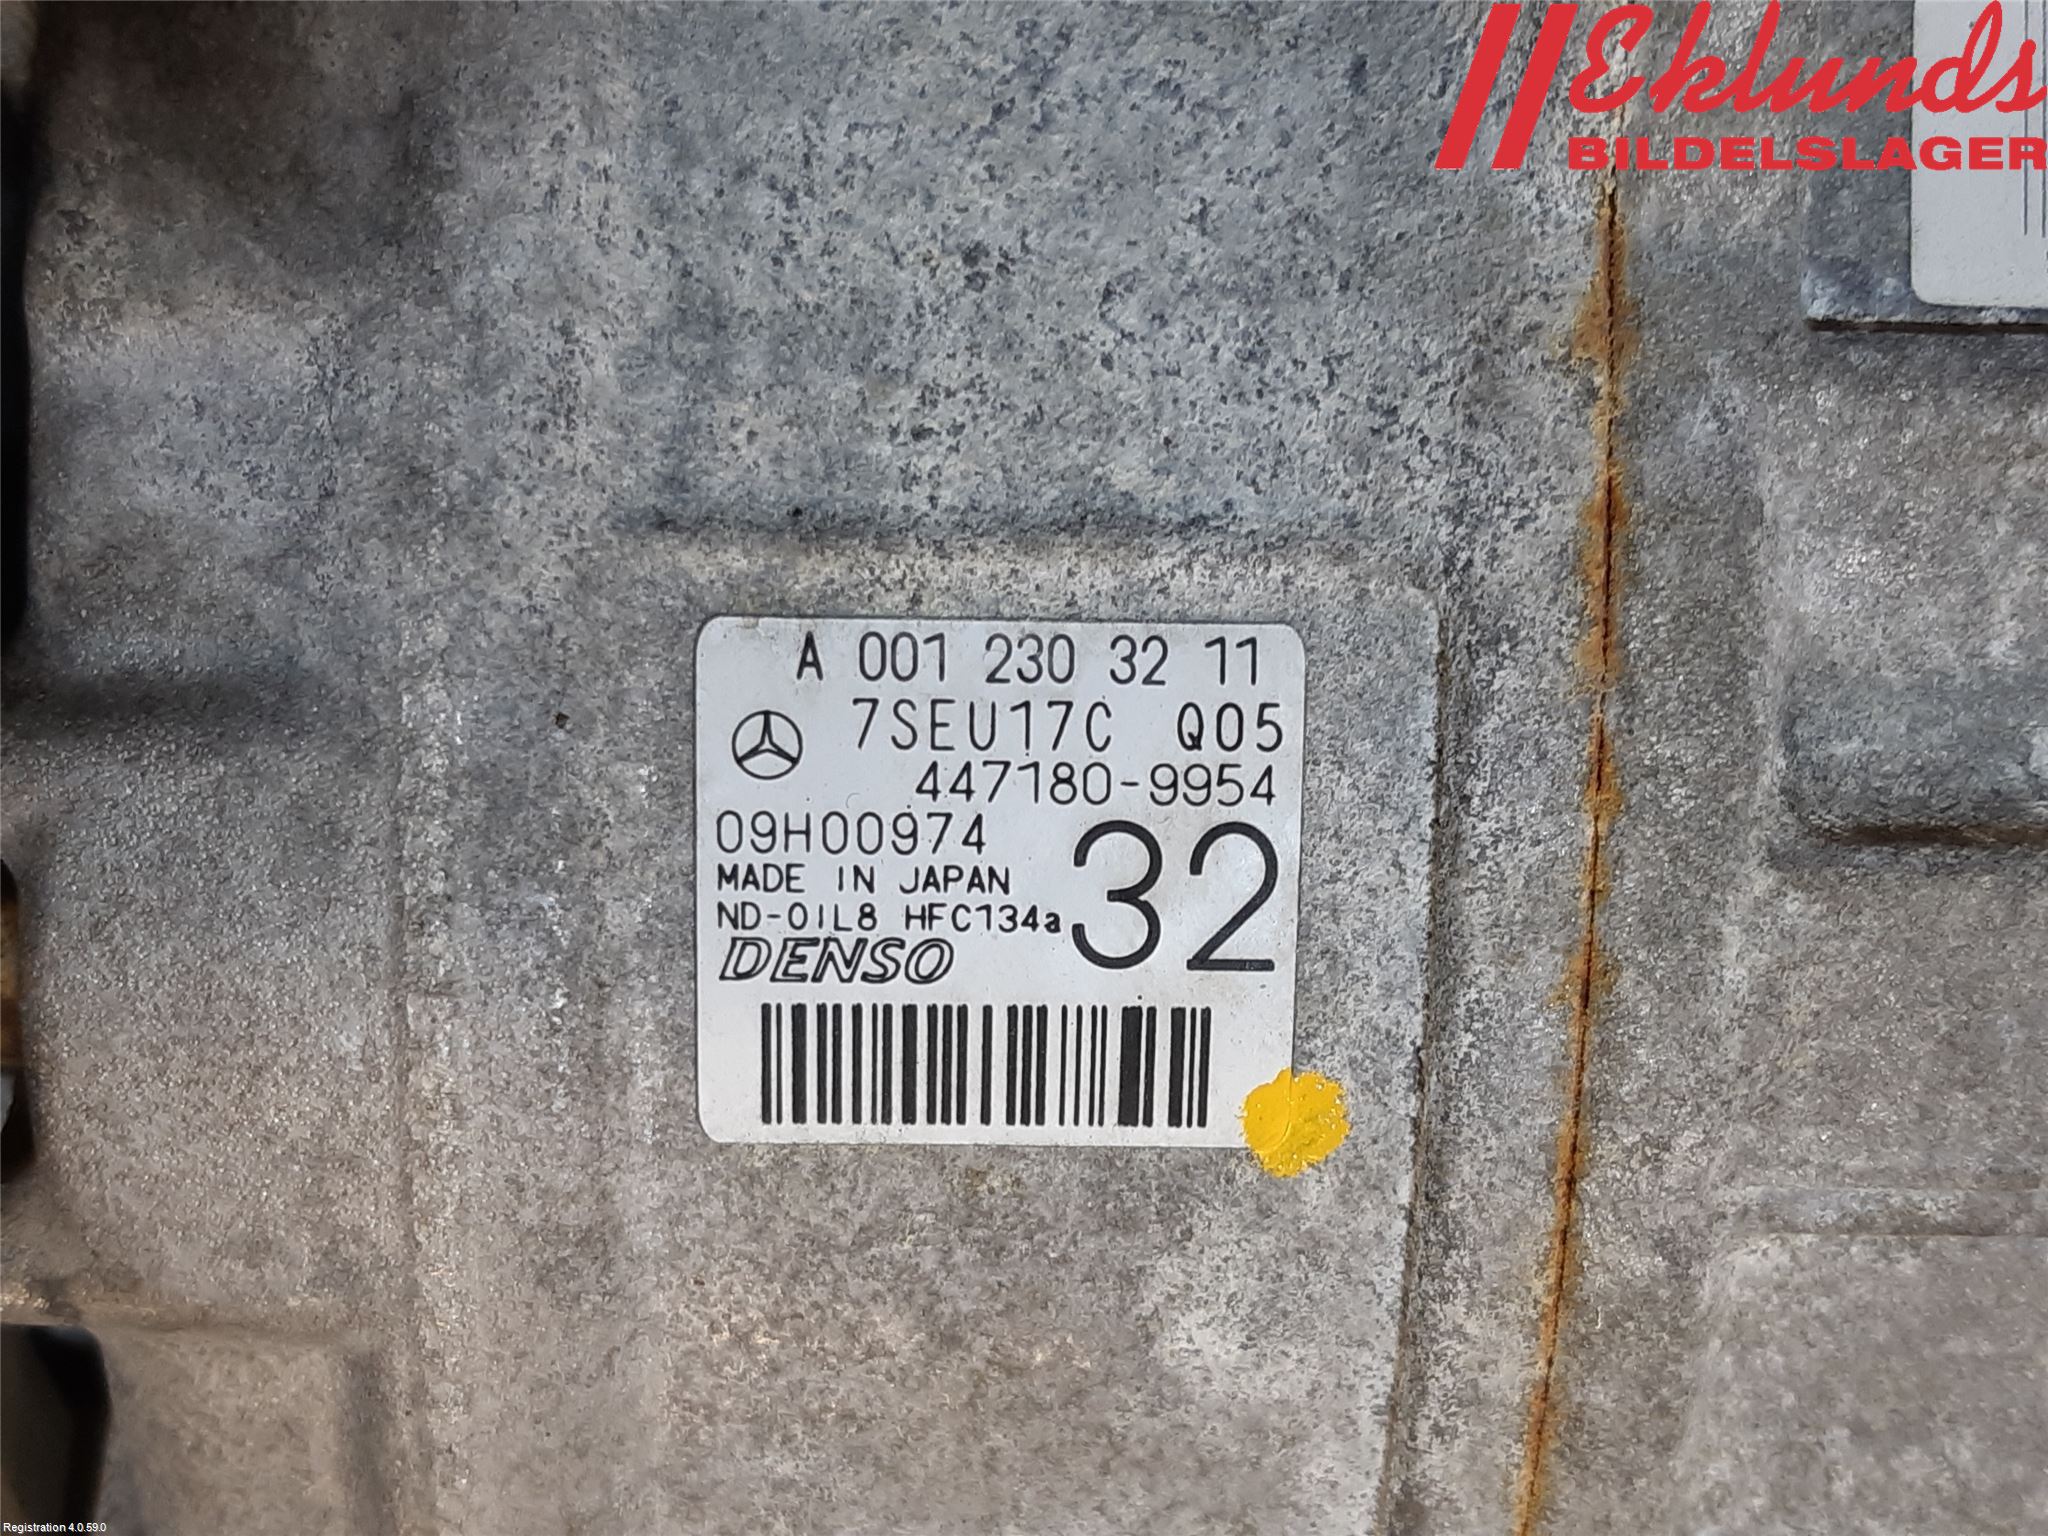 Eklunds
BILDELSLAGER
A 001 230 32 11
7SEU17C Q05
447180-9954
09H00974
32
MADE IN JAPAN
ND-OIL8 HFC134a
DENSO
Registration 4.0.59.0